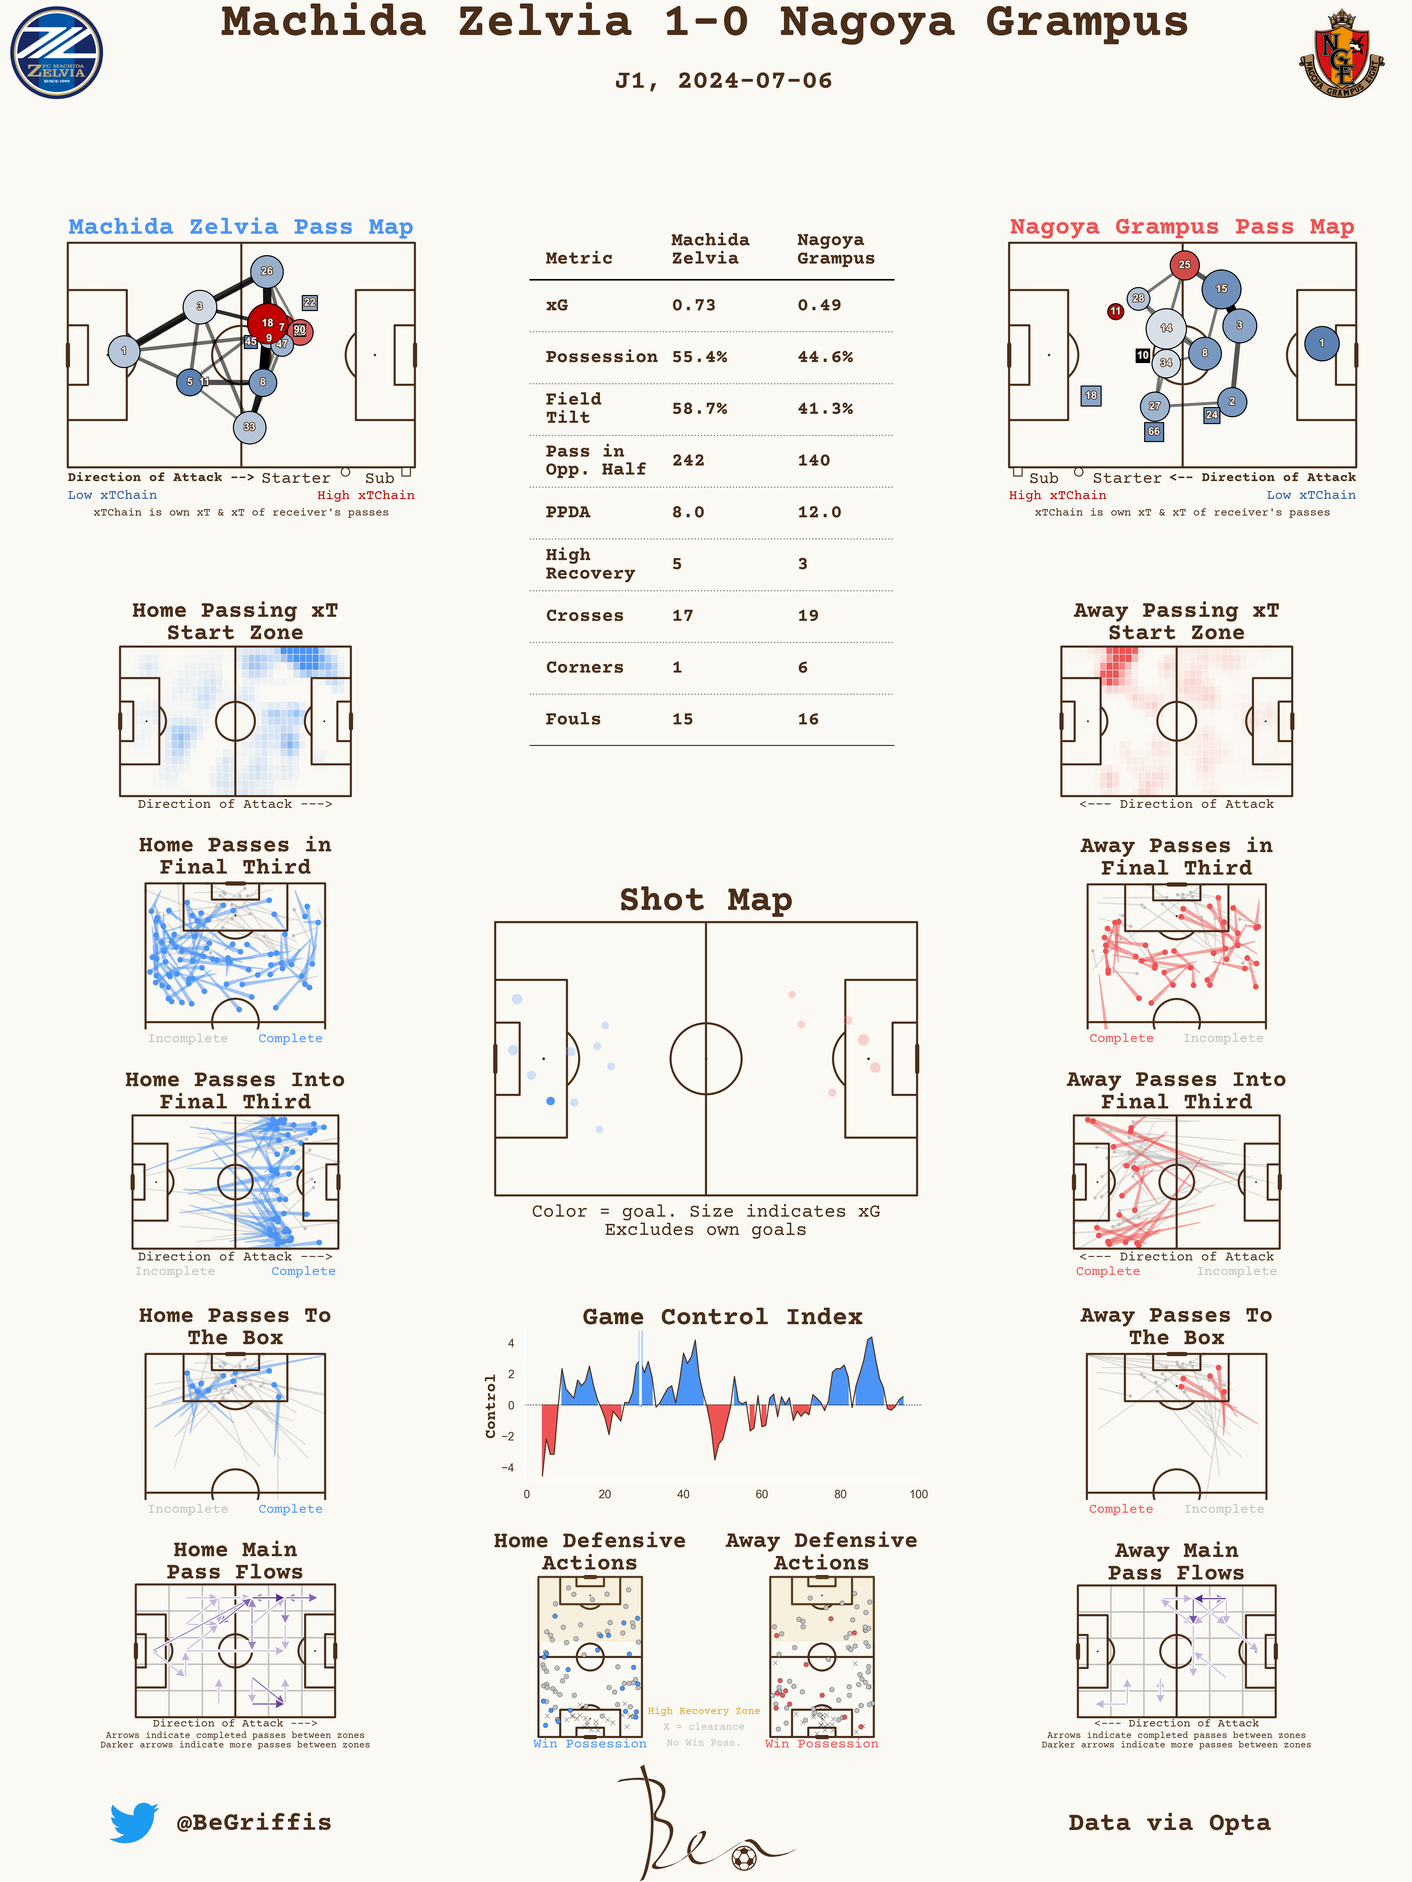 Machida Zelvia 1-0 Nagoya Grampus
J1, 2024-07-06
FC MACHIDA
ZELVIA
SINCE 1989
NGE
NAGOYA GRAMPUS EIGHT
Machida Zelvia Pass Map
26
22
3
18
7
90
9
45
47
1
5
11
8
33
Direction of Attack --> Starter Sub
Low xTChain High xTChain
xTChain is own xT & xT of receiver's passes
Metric Machida Zelvia Nagoya Grampus
xG 0.73 0.49
Possession 55.4% 44.6%
Field Tilt 58.7% 41.3%
Pass in Opp. Half 242 140
PPDA 8.0 12.0
High Recovery 5 3
Crosses 17 19
Corners 1 6
Fouls 15 16
Nagoya Grampus Pass Map
25
15
28
11
14
3
1
10
34
8
18
27
2
24
66
Sub Starter <-- Direction of Attack
High xTChain Low xTChain
xTChain is own xT & xT of receiver's passes
Home Passing xT
Start Zone
Direction of Attack --->
Away Passing xT
Start Zone
<--- Direction of Attack
Home Passes in
Final Third
Incomplete Complete
Away Passes in
Final Third
Complete Incomplete
Shot Map
Color = goal. Size indicates xG
Excludes own goals
Home Passes Into
Final Third
Direction of Attack --->
Incomplete Complete
Away Passes Into
Final Third
<--- Direction of Attack
Complete Incomplete
Home Passes To
The Box
Incomplete Complete
Game Control Index
Control
4
2
0
−2
−4
0 20 40 60 80 100
Away Passes To
The Box
Complete Incomplete
Home Main
Pass Flows
Direction of Attack --->
Arrows indicate completed passes between zones
Darker arrows indicate more passes between zones
Home Defensive
Actions
Win Possession
High Recovery Zone
X = clearance
No Win Poss.
Away Defensive
Actions
Win Possession
Away Main
Pass Flows
<--- Direction of Attack
Arrows indicate completed passes between zones
Darker arrows indicate more passes between zones
@BeGriffis
Ben
Data via Opta